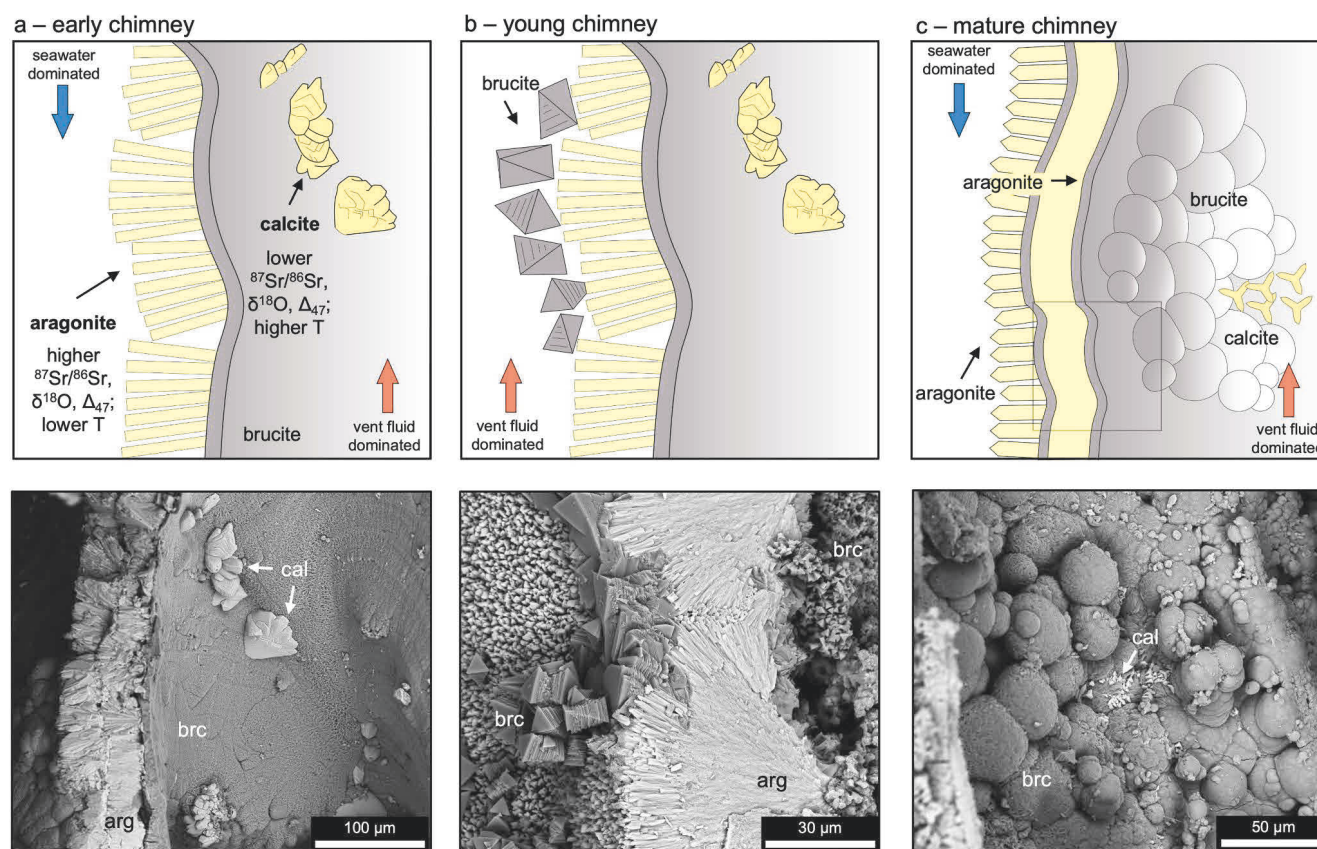 a – early chimney
seawater
dominated
calcite
lower
⁸⁷Sr/⁸⁶Sr,
δ¹⁸O, Δ₄₇;
higher T
aragonite
higher
⁸⁷Sr/⁸⁶Sr,
δ¹⁸O, Δ₄₇;
lower T
brucite
vent fluid
dominated
b – young chimney
brucite
vent fluid
dominated
c – mature chimney
seawater
dominated
aragonite
brucite
calcite
aragonite
vent fluid
dominated
cal
brc
arg
100 µm
brc
brc
arg
30 µm
cal
brc
50 µm